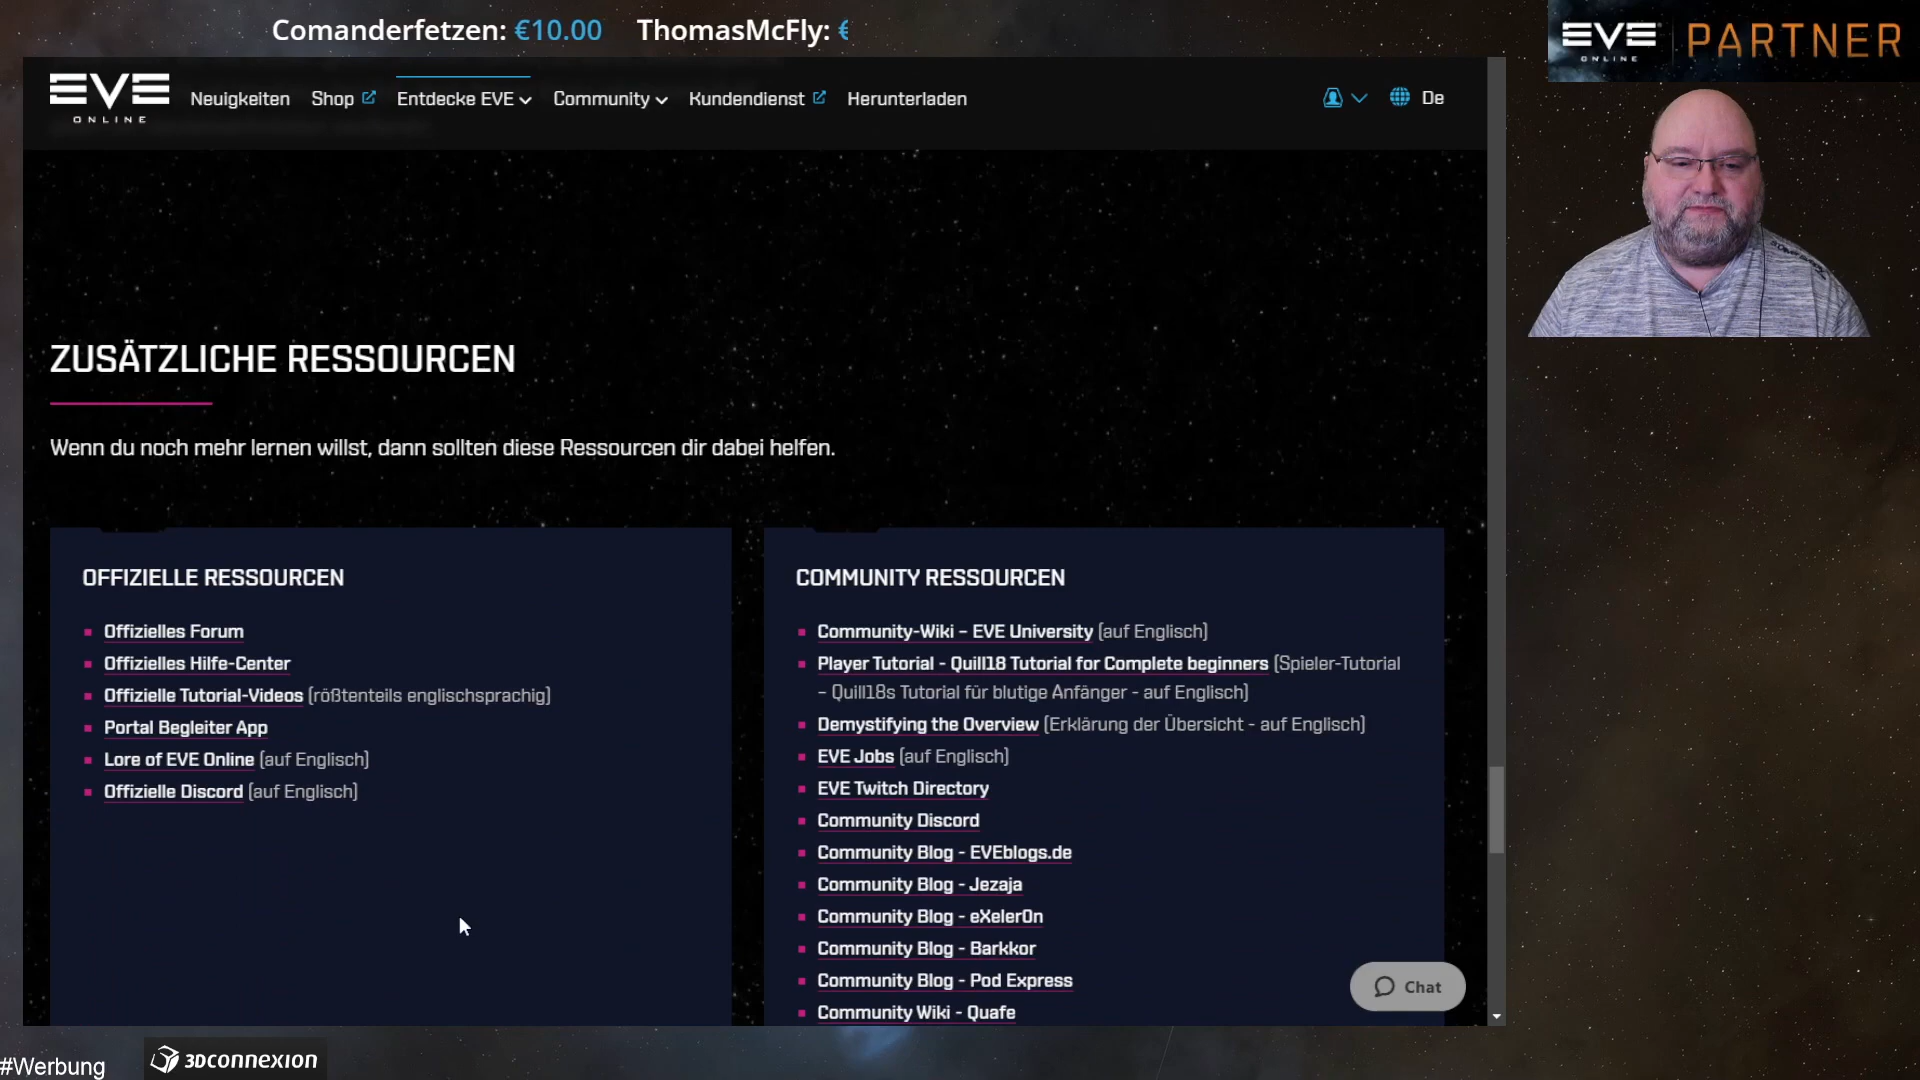 Comanderfetzen: €10.00 ThomasMcFly: €
EVE ONLINE PARTNER
EVE ONLINE Neuigkeiten Shop Entdecke EVE Community Kundendienst Herunterladen De
ZUSÄTZLICHE RESSOURCEN
Wenn du noch mehr lernen willst, dann sollten diese Ressourcen dir dabei helfen.
OFFIZIELLE RESSOURCEN
Offizielles Forum
Offizielles Hilfe-Center
Offizielle Tutorial-Videos (rößtenteils englischsprachig)
Portal Begleiter App
Lore of EVE Online (auf Englisch)
Offizielle Discord (auf Englisch)
COMMUNITY RESSOURCEN
Community-Wiki – EVE University (auf Englisch)
Player Tutorial - Quill18 Tutorial for Complete beginners (Spieler-Tutorial
– Quill18s Tutorial für blutige Anfänger - auf Englisch)
Demystifying the Overview (Erklärung der Übersicht - auf Englisch)
EVE Jobs (auf Englisch)
EVE Twitch Directory
Community Discord
Community Blog - EVEblogs.de
Community Blog - Jezaja
Community Blog - eXeler0n
Community Blog - Barkkor
Community Blog - Pod Express
Community Wiki - Quafe
Chat
#Werbung 3DCONNEXION